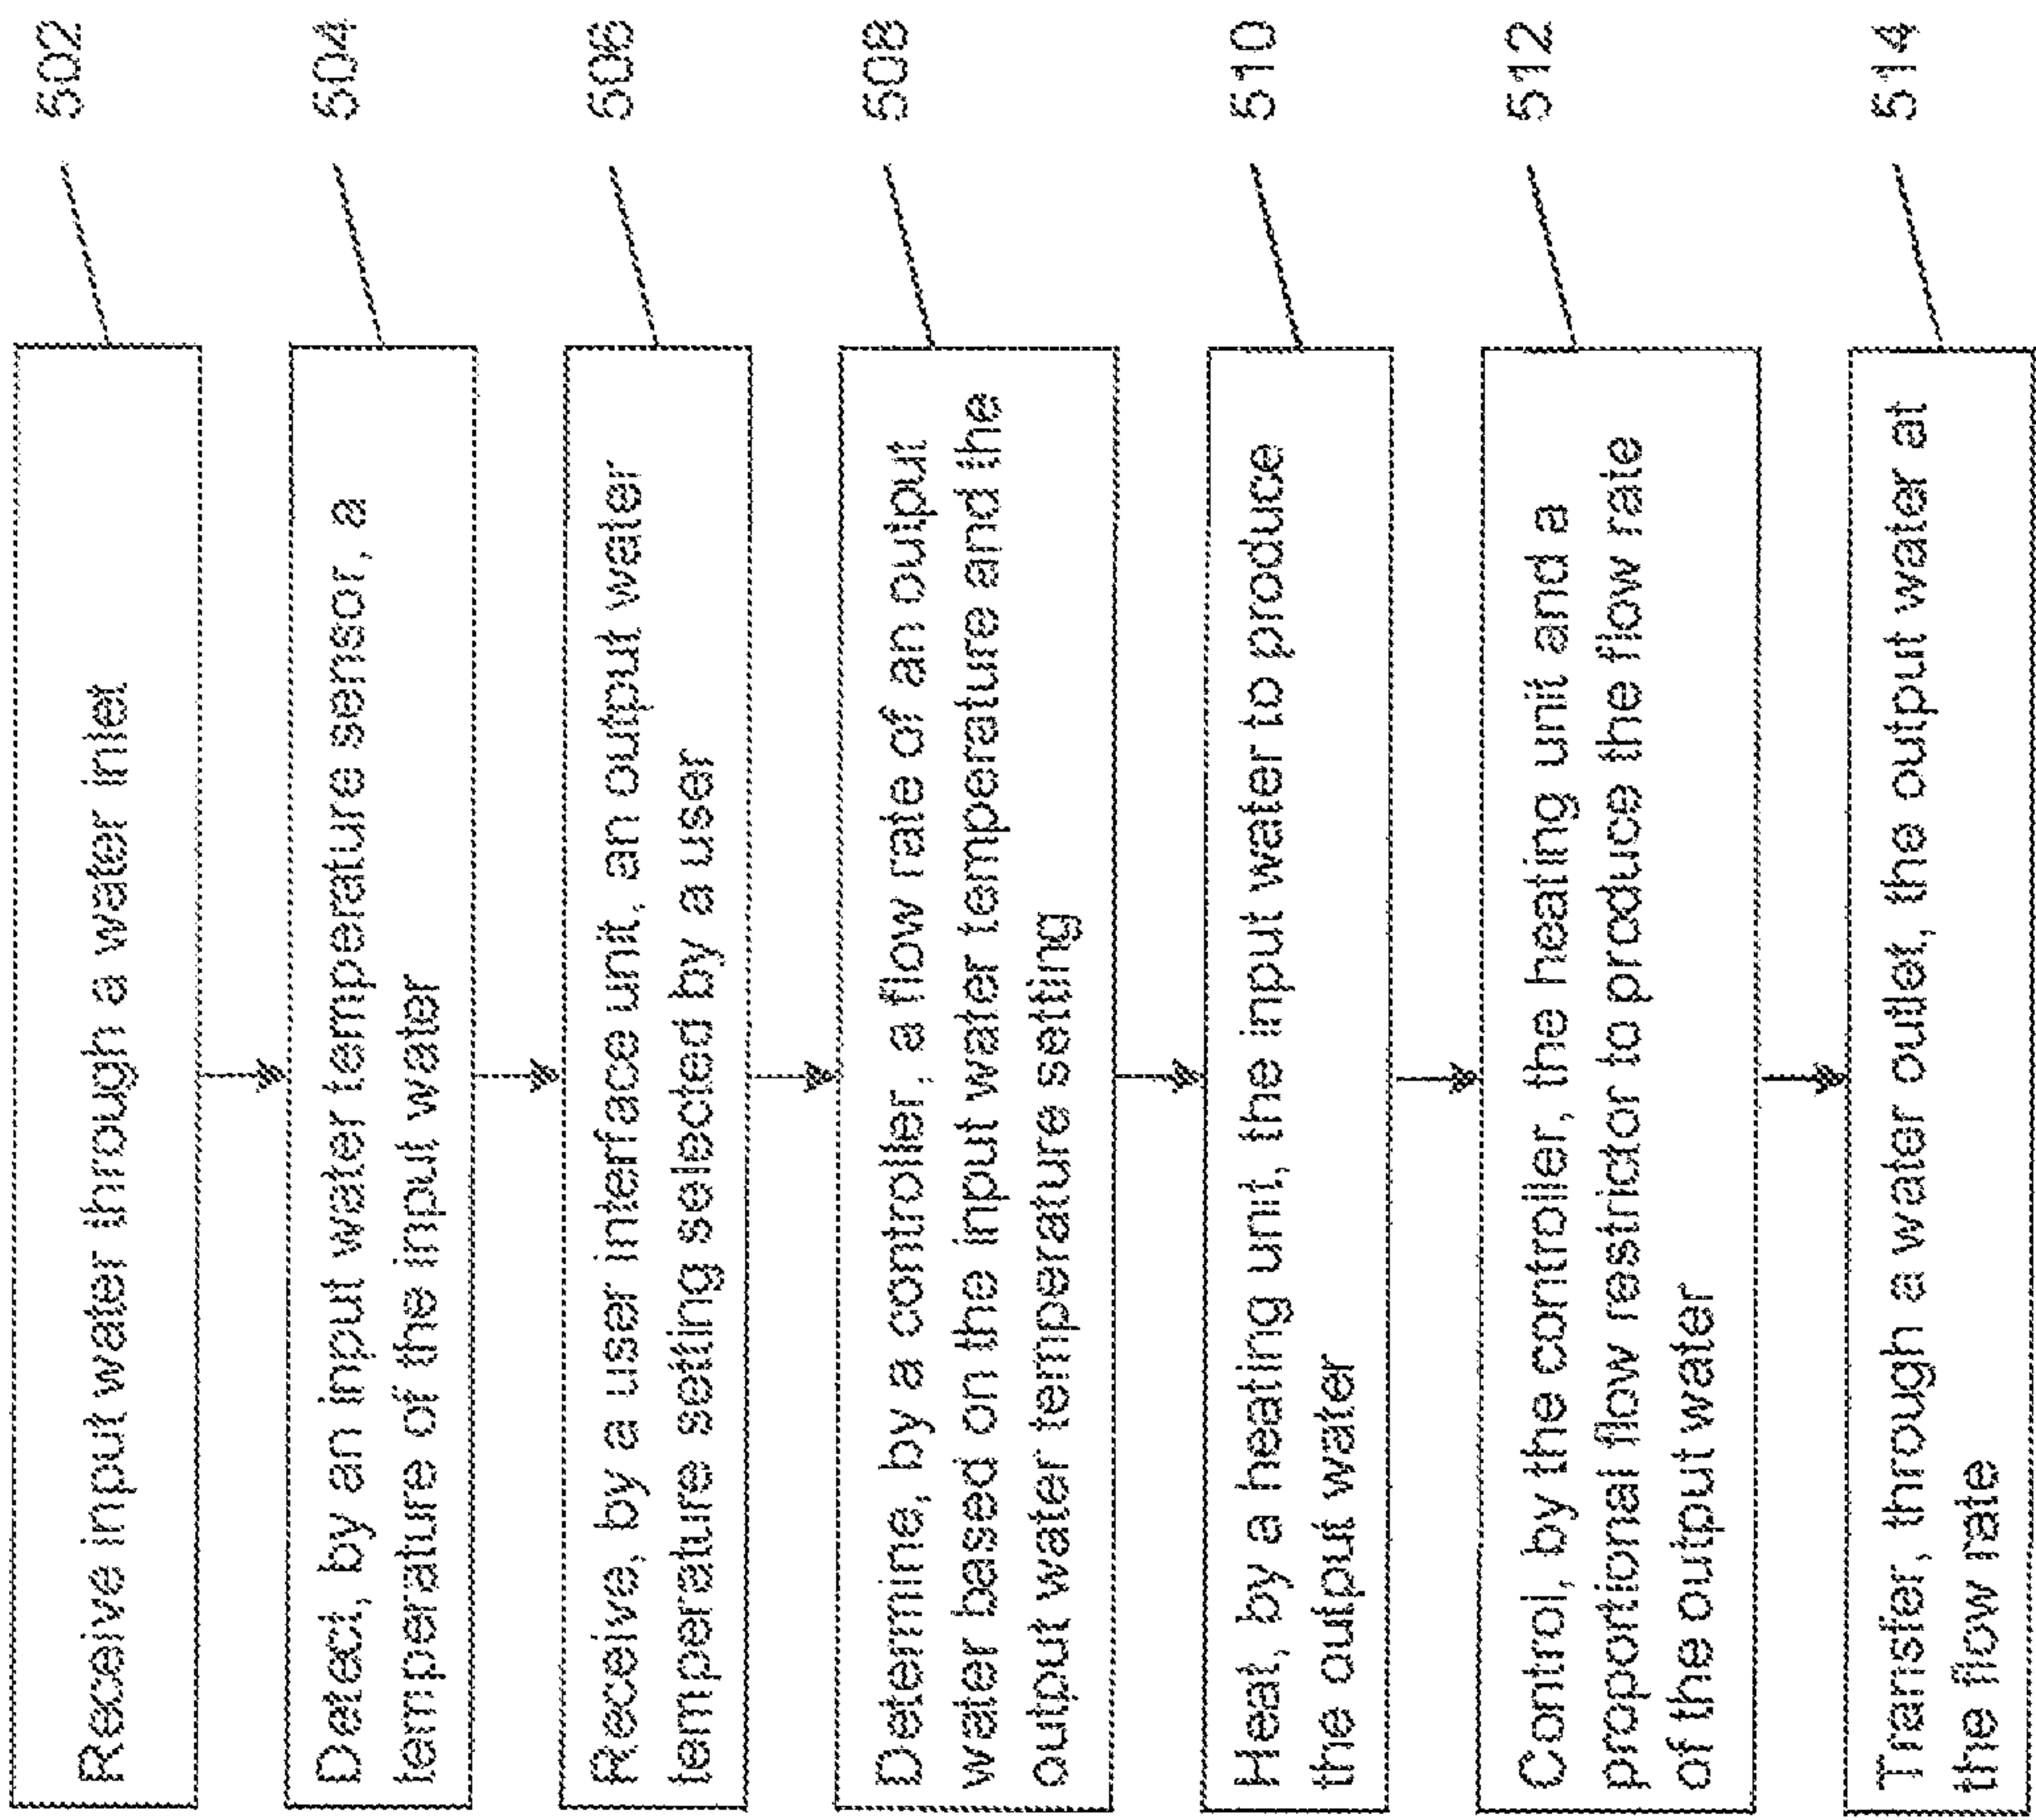 Receive input water through a water inlet
502
Detect, by an input water temperature sensor, a
temperature of the input water
504
Receive, by a user interface unit, an output water
temperature setting selected by a user
506
Determine, by a controller, a flow rate of an output
water based on the input water temperature and the
output water temperature setting
508
Heat, by a heating unit, the input water to produce
the output water
510
Control, by the controller, the heating unit and a
proportional flow restrictor to produce the flow rate
of the output water
512
Transfer, through a water outlet, the output water at
the flow rate
514